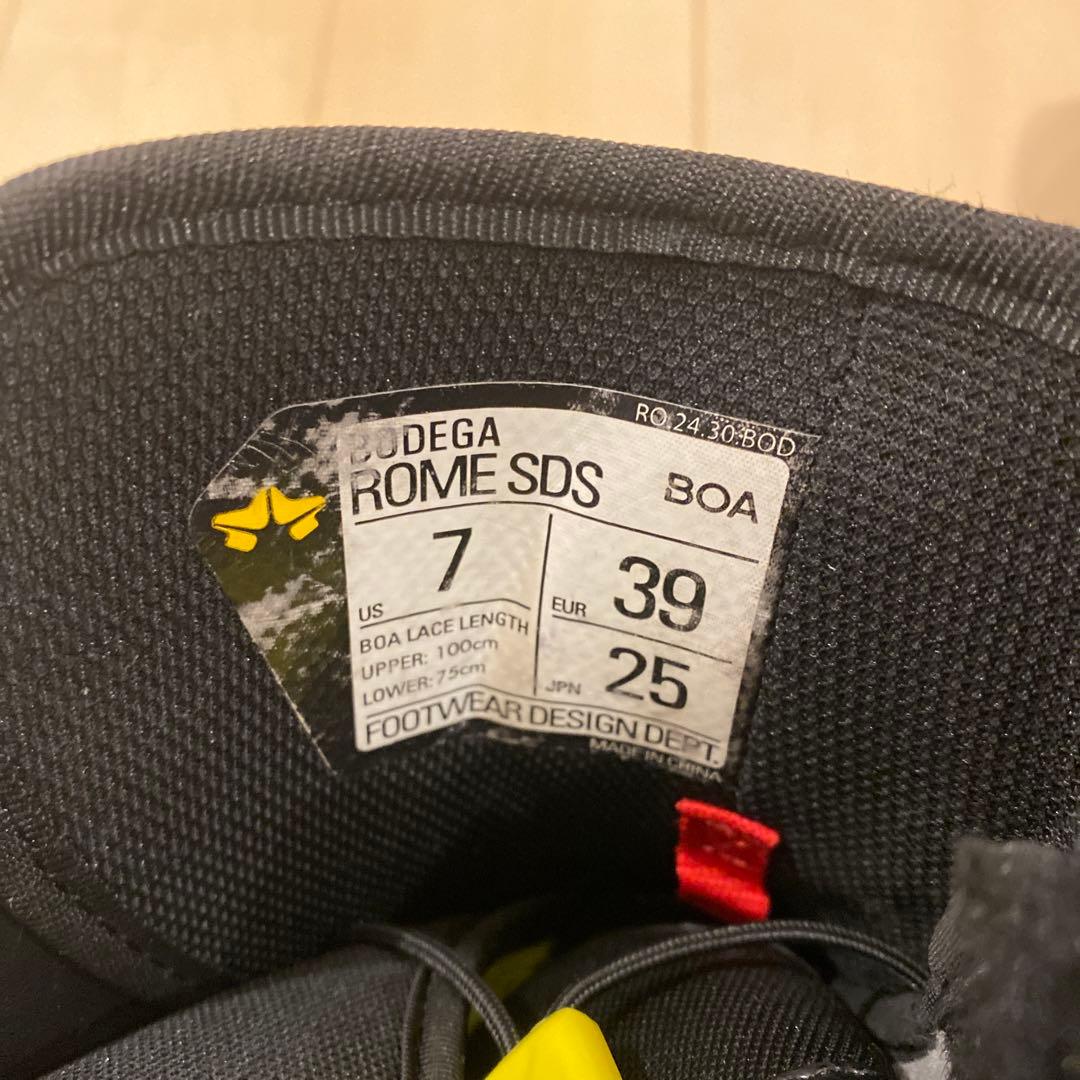 RO.24.30.BOD
BODEGA
ROME SDS BOA
US 7
EUR 39
BOA LACE LENGTH
UPPER: 100cm
LOWER: 75cm
JPN 25
FOOTWEAR DESIGN DEPT.
MADE IN CHINA